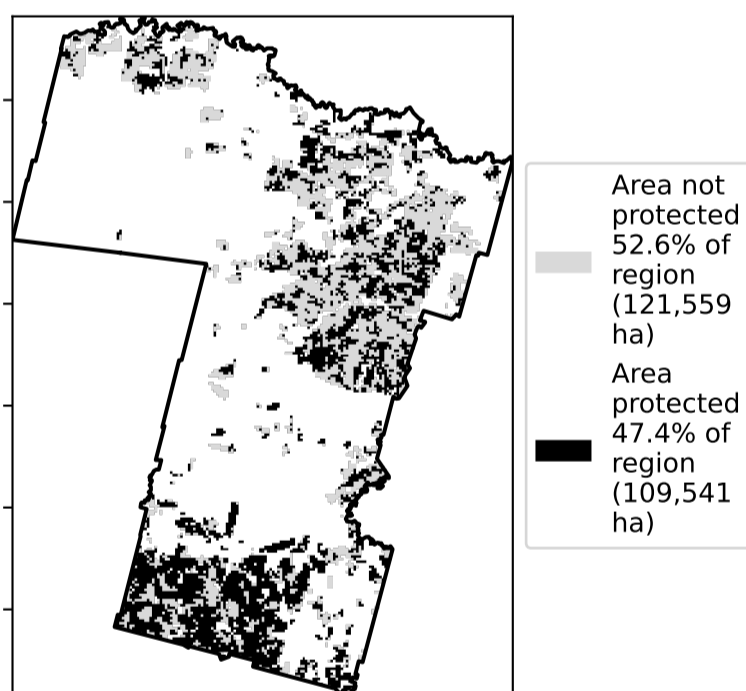 Area not
protected
52.6% of
region
(121,559
ha)
Area
protected
47.4% of
region
(109,541
ha)